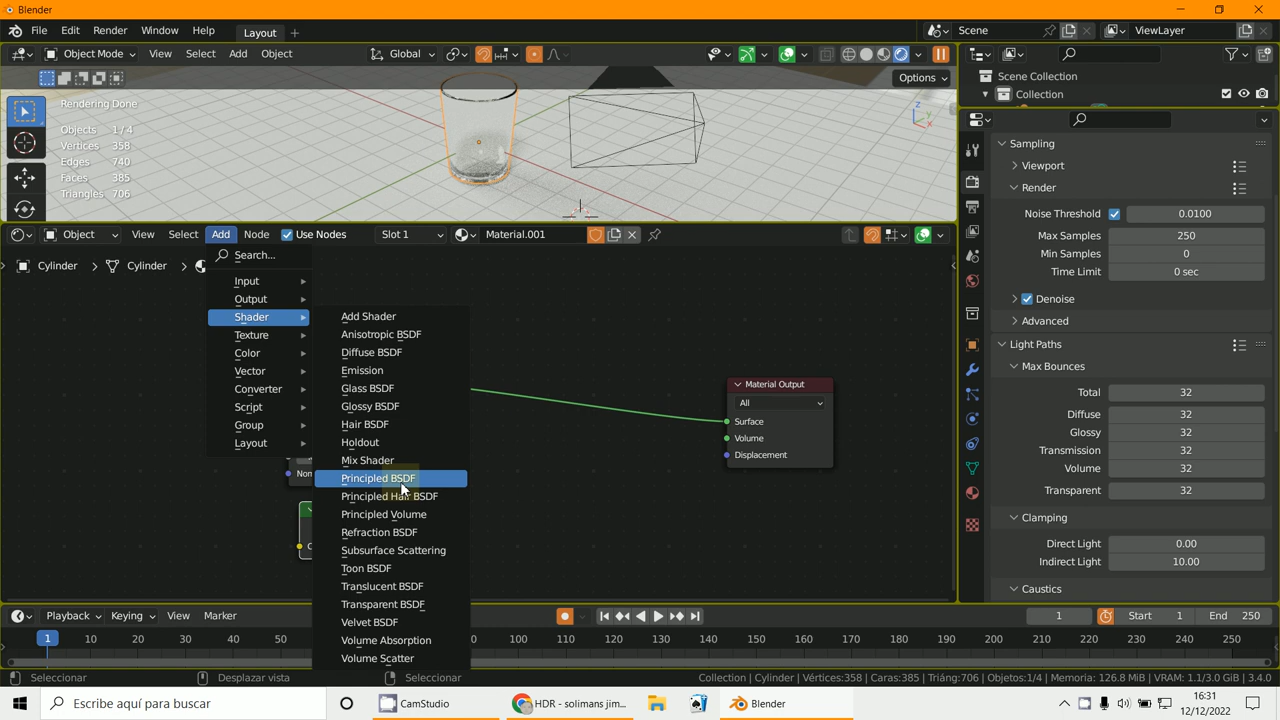 Blender
File Edit Render Window Help Layout Scene ViewLayer
Object Mode View Select Add Object Global
Options
Rendering Done
Objects 1/4
Vertices 358
Edges 740
Faces 385
Triangles 706
Z
Y
Scene Collection
Collection
Sampling
Viewport
Render
Noise Threshold 0.0100
Max Samples 250
Min Samples 0
Time Limit 0 sec
Denoise
Advanced
Light Paths
Max Bounces
Total 32
Diffuse 32
Glossy 32
Transmission 32
Volume 32
Transparent 32
Clamping
Direct Light 0.00
Indirect Light 10.00
Caustics
Object View Select Add Node Use Nodes Slot 1 Material.001
Cylinder Cylinder
Search...
Input
Output
Shader
Texture
Color
Vector
Converter
Script
Group
Layout
Add Shader
Anisotropic BSDF
Diffuse BSDF
Emission
Glass BSDF
Glossy BSDF
Hair BSDF
Holdout
Mix Shader
Principled BSDF
Principled Hair BSDF
Principled Volume
Refraction BSDF
Subsurface Scattering
Toon BSDF
Translucent BSDF
Transparent BSDF
Velvet BSDF
Volume Absorption
Volume Scatter
Material Output
All
Surface
Volume
Displacement
Playback Keying View Marker 1 Start 1 End 250
1 10 20 30 40 50 100 110 120 130 140 150 160 170 180 190 200 210 220 230 240 250
Seleccionar Desplazar vista Seleccionar Collection | Cylinder | Vértices:358 | Caras:385 | Triáng:706 | Objetos:1/4 | Memoria: 126.8 MiB | VRAM: 1.1/3.0 GiB | 3.4.0
Escribe aquí para buscar CamStudio HDR - solimans jim... Blender 16:31
12/12/2022